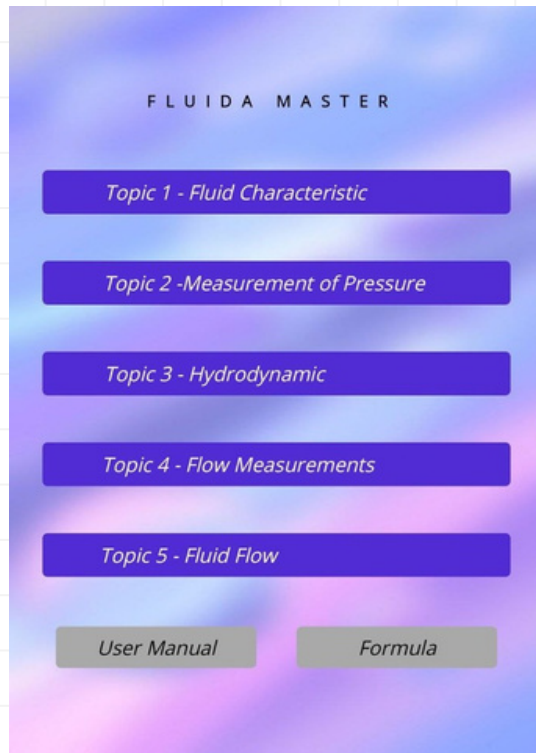 FLUIDA MASTER
Topic 1 - Fluid Characteristic
Topic 2 -Measurement of Pressure
Topic 3 - Hydrodynamic
Topic 4 - Flow Measurements
Topic 5 - Fluid Flow
User Manual
Formula